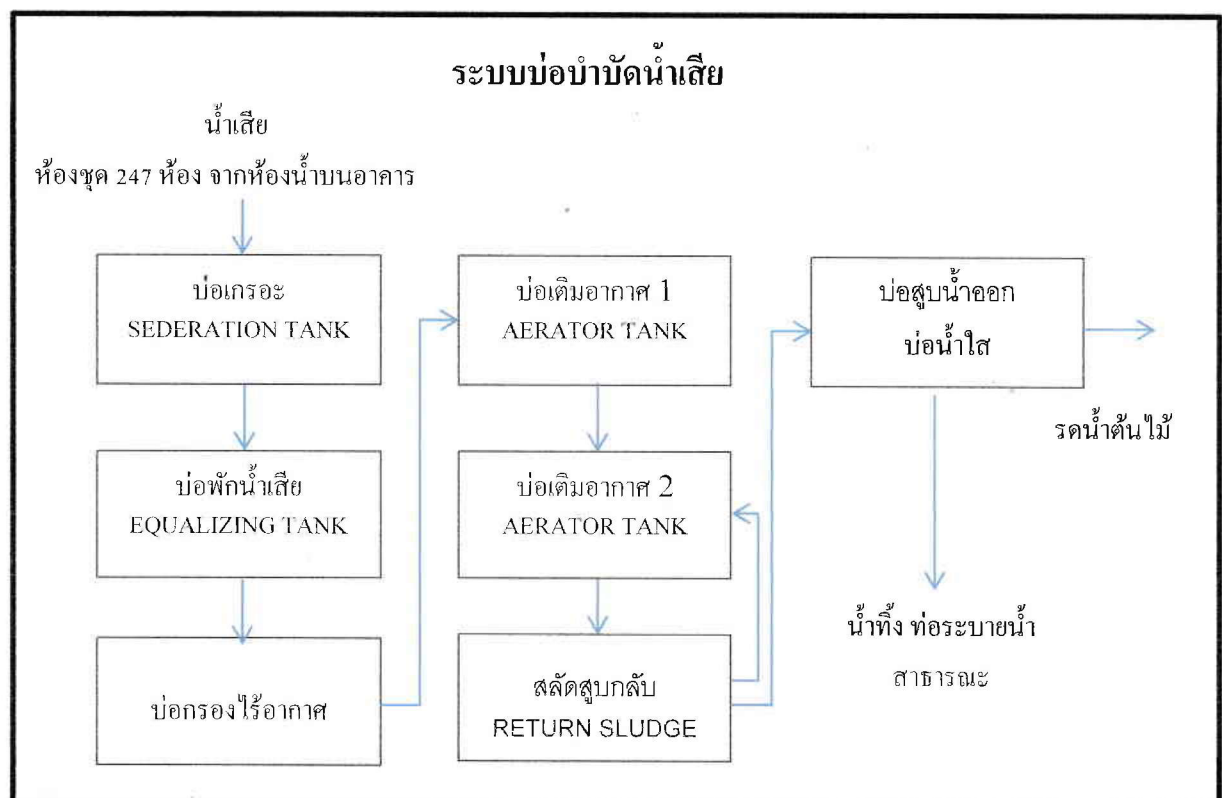 ระบบบ่อบำบัดน้ำเสีย
น้ำเสีย
ห้องชุด 247 ห้อง จากห้องน้ำบนอาคาร
บ่อเกรอะ
SEDERATION TANK
บ่อพักน้ำเสีย
EQUALIZING TANK
บ่อกรองไร้อากาศ
บ่อเติมอากาศ 1
AERATOR TANK
บ่อเติมอากาศ 2
AERATOR TANK
สลัดสูบกลับ
RETURN SLUDGE
บ่อสูบน้ำออก
บ่อน้ำใส
รดน้ำต้นไม้
น้ำทิ้ง ท่อระบายน้ำ
สาธารณะ